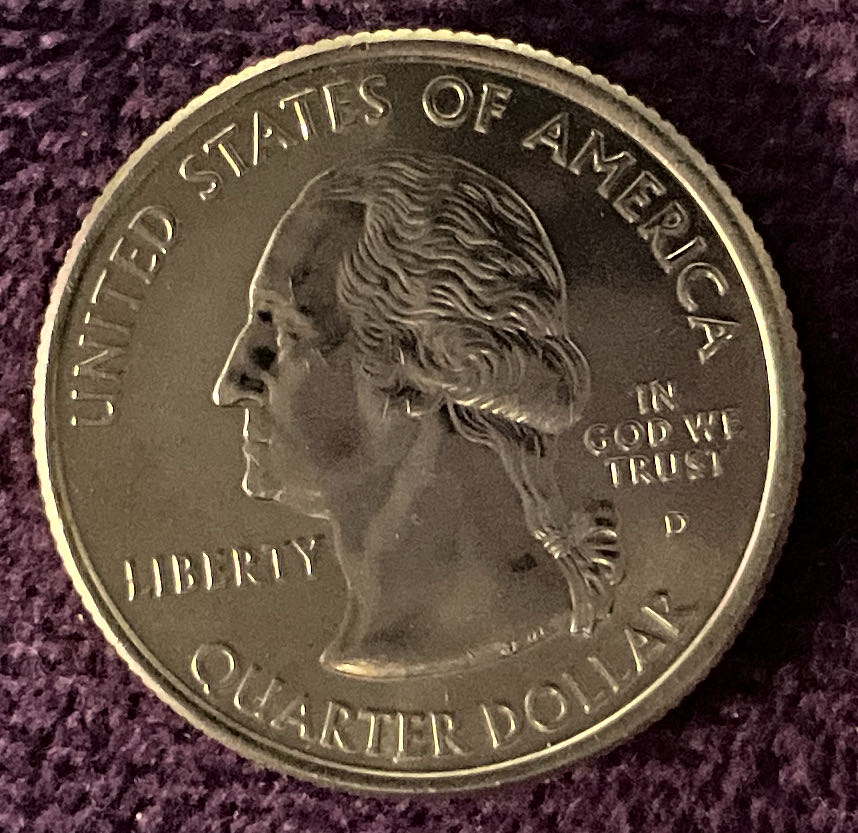 UNITED STATES OF AMERICA
LIBERTY
IN
GOD WE
TRUST
D
QUARTER DOLLAR